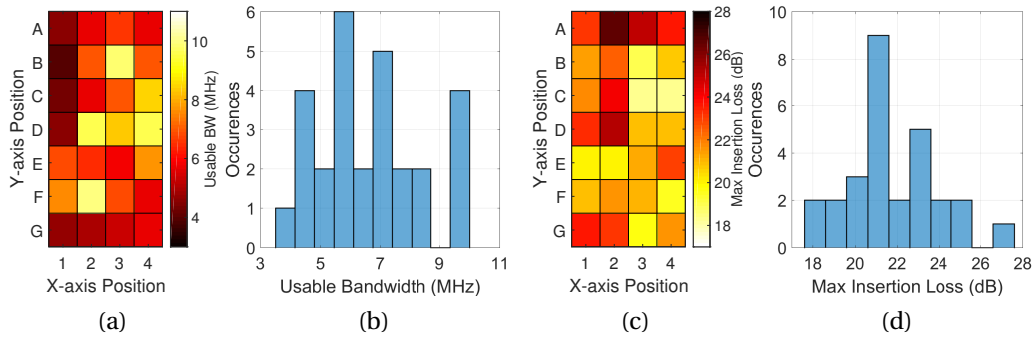 A
B
C
D
E
F
G
Y-axis Position
1 2 3 4
X-axis Position
10
8
6
4
Usable BW (MHz)
(a)
6
5
4
3
2
1
0
Occurences
3 5 7 9 11
Usable Bandwidth (MHz)
(b)
A
B
C
D
E
F
G
Y-axis Position
1 2 3 4
X-axis Position
28
26
24
22
20
18
Max Insertion Loss (dB)
(c)
10
8
6
4
2
0
Occurences
18 20 22 24 26 28
Max Insertion Loss (dB)
(d)